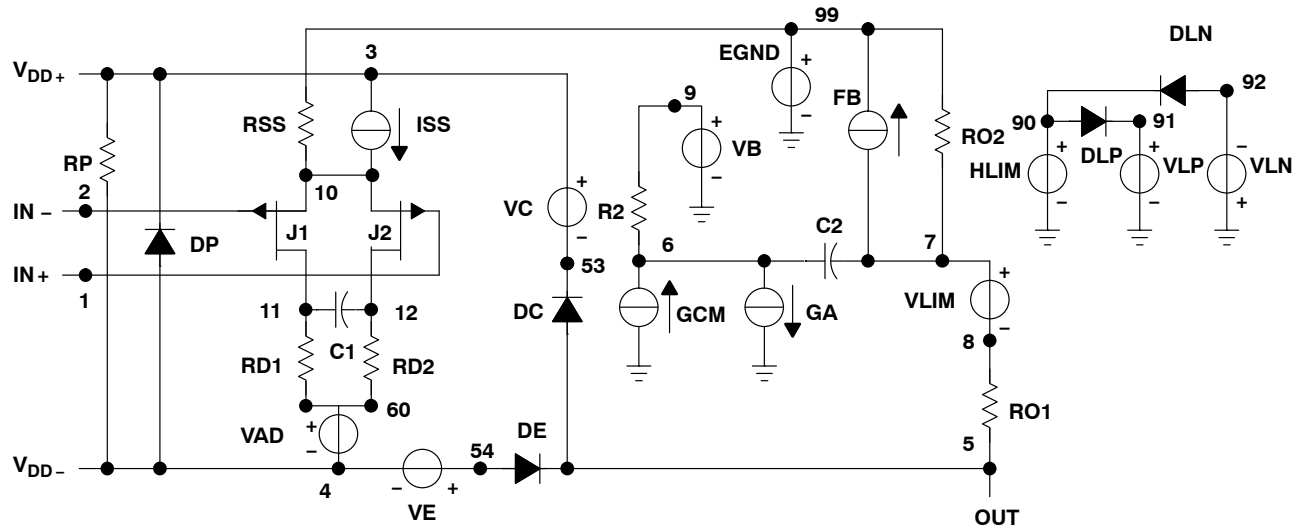 99
DLN
3
VDD+
EGND
+
92
9
FB
RSS
ISS
+
90
91
RO2
RP
VB
–
DLP
+
+
–
2
10
–
HLIM
VLP
VLN
+
IN –
VC
R2
–
–
+
J1
J2
–
C2
DP
6
7
IN +
53
1
+
11
12
DC
GCM
GA
VLIM
–
C1
8
RD1
RD2
60
RO1
+
VAD
DE
–
54
5
VDD–
4
–
+
VE
OUT